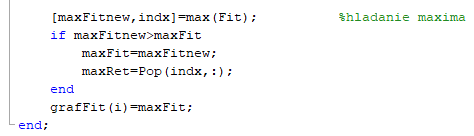 [maxFitnew,indx]=max(Fit); %hladanie maxima
if maxFitnew>maxFit
maxFit=maxFitnew;
maxRet=Pop(indx,:);
end
grafFit(i)=maxFit;
end;